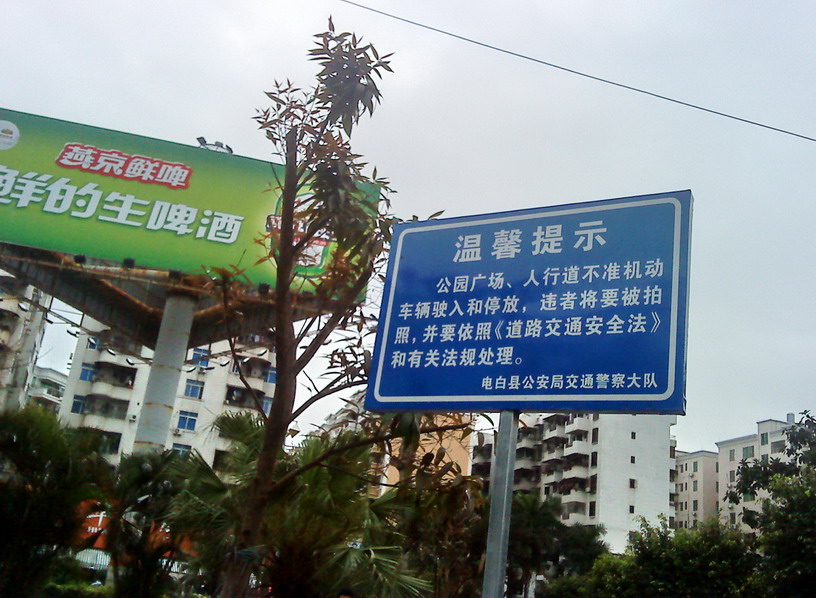 燕京鲜啤
鲜的生啤酒
温馨提示
公园广场、人行道不准机动
车辆驶入和停放，违者将要被拍
照，并要依照《道路交通安全法》
和有关法规处理。
电白县公安局交通警察大队